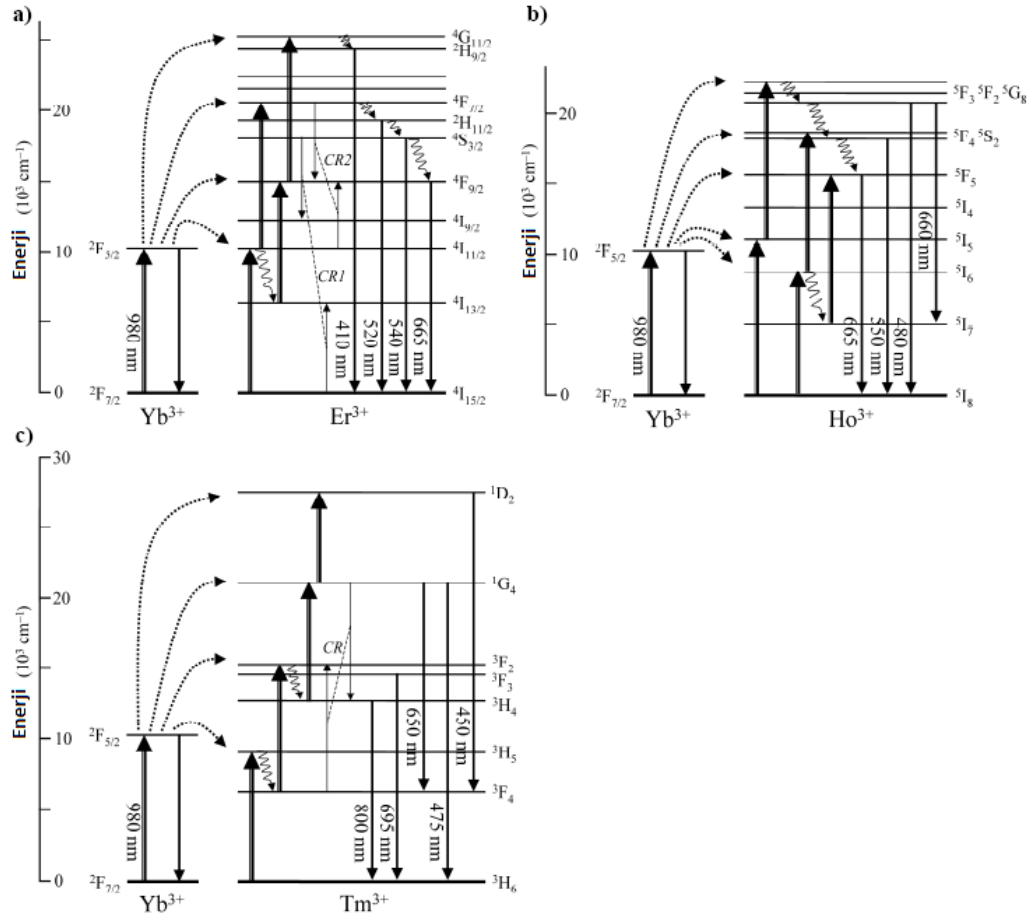 a)
Enerji (10³ cm⁻¹)
20
10
0
²F₅/₂
²F₇/₂
980 nm
Yb³⁺
⁴G₁₁/₂
²H₉/₂
⁴F₇/₂
²H₁₁/₂
⁴S₃/₂
⁴F₉/₂
⁴I₉/₂
⁴I₁₁/₂
⁴I₁₃/₂
⁴I₁₅/₂
CR2
CR1
410 nm
520 nm
540 nm
665 nm
Er³⁺
b)
Enerji (10³ cm⁻¹)
20
10
0
²F₅/₂
²F₇/₂
980 nm
Yb³⁺
⁵F₃ ⁵F₂ ⁵G₈
⁵F₄ ⁵S₂
⁵F₅
⁵I₄
⁵I₅
⁵I₆
⁵I₇
⁵I₈
660 nm
665 nm
550 nm
480 nm
Ho³⁺
c)
Enerji (10³ cm⁻¹)
30
20
10
0
²F₅/₂
²F₇/₂
980 nm
Yb³⁺
¹D₂
¹G₄
³F₂
³F₃
³H₄
³H₅
³F₄
³H₆
CR
650 nm
450 nm
800 nm
695 nm
475 nm
Tm³⁺